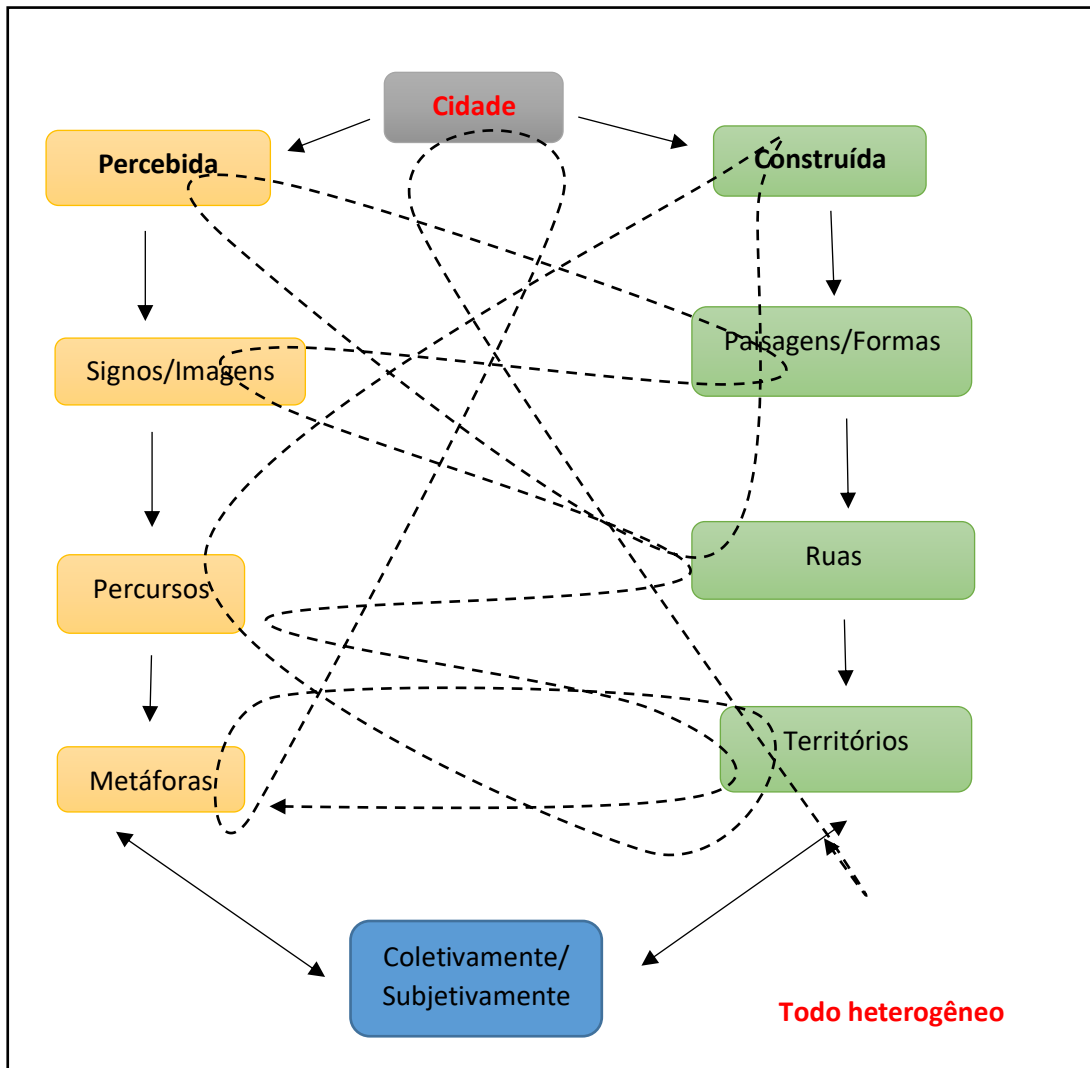 Cidade
Percebida
Construída
Signos/Imagens
Paisagens/Formas
Percursos
Ruas
Metáforas
Territórios
Coletivamente/
Subjetivamente
Todo heterogêneo